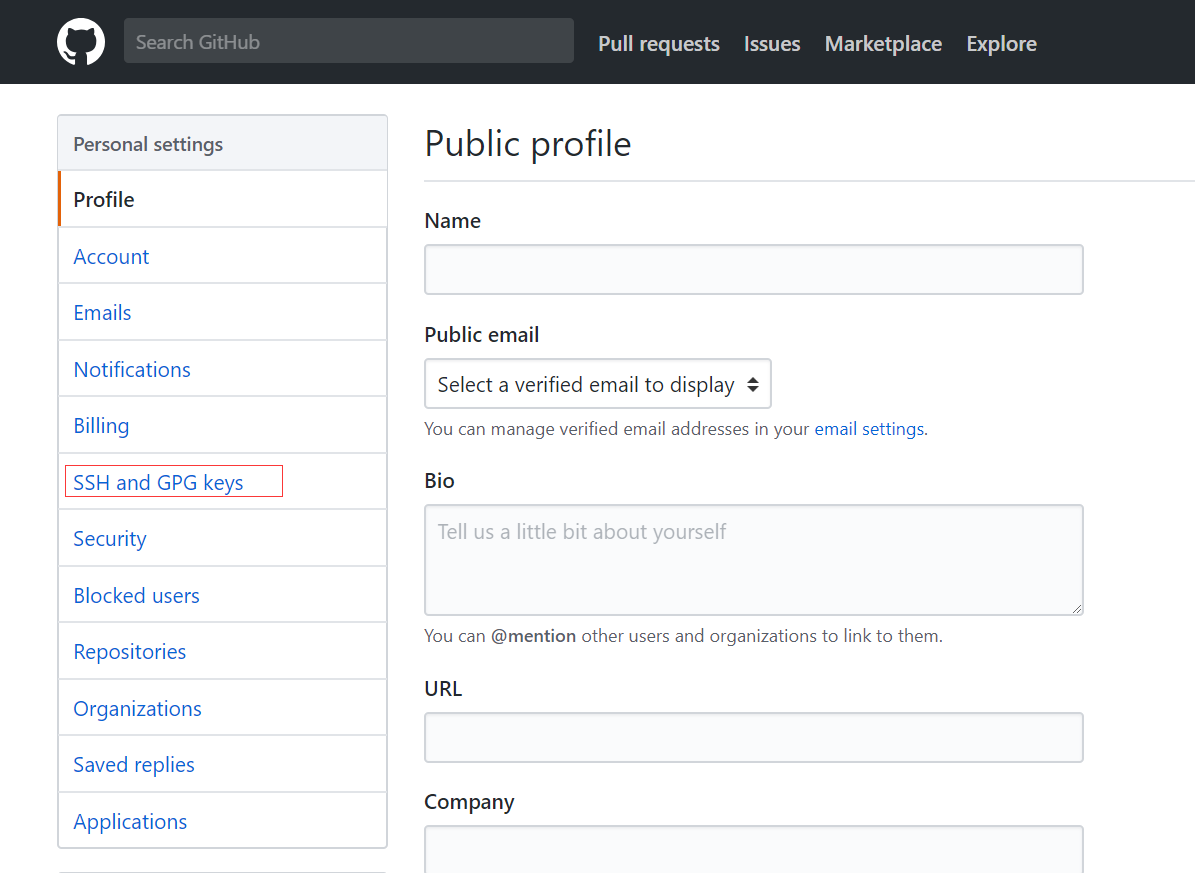 Search GitHub
Pull requests
Issues
Marketplace
Explore
Personal settings
Profile
Account
Emails
Notifications
Billing
SSH and GPG keys
Security
Blocked users
Repositories
Organizations
Saved replies
Applications
Public profile
Name
Public email
Select a verified email to display
You can manage verified email addresses in your email settings.
Bio
Tell us a little bit about yourself
You can @mention other users and organizations to link to them.
URL
Company